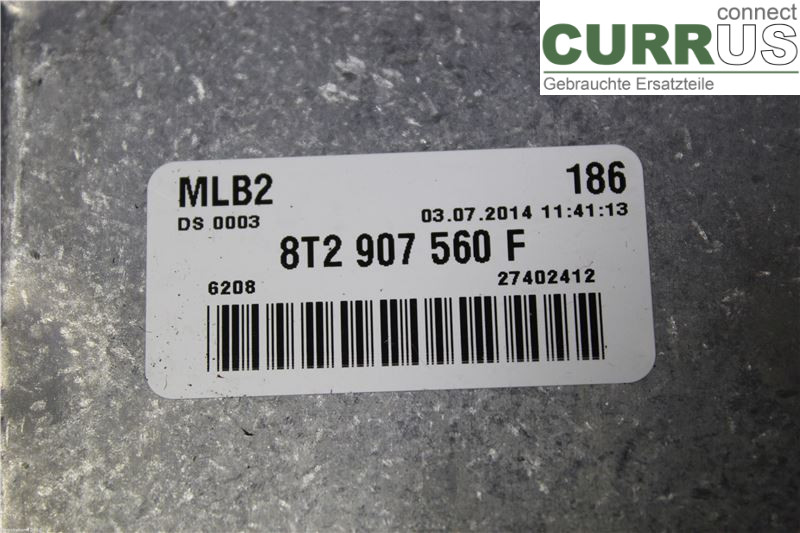 connect
CURRUS
Gebrauchte Ersatzteile
MLB2
186
DS 0003
03.07.2014 11:41:13
8T2 907 560 F
6208
27402412